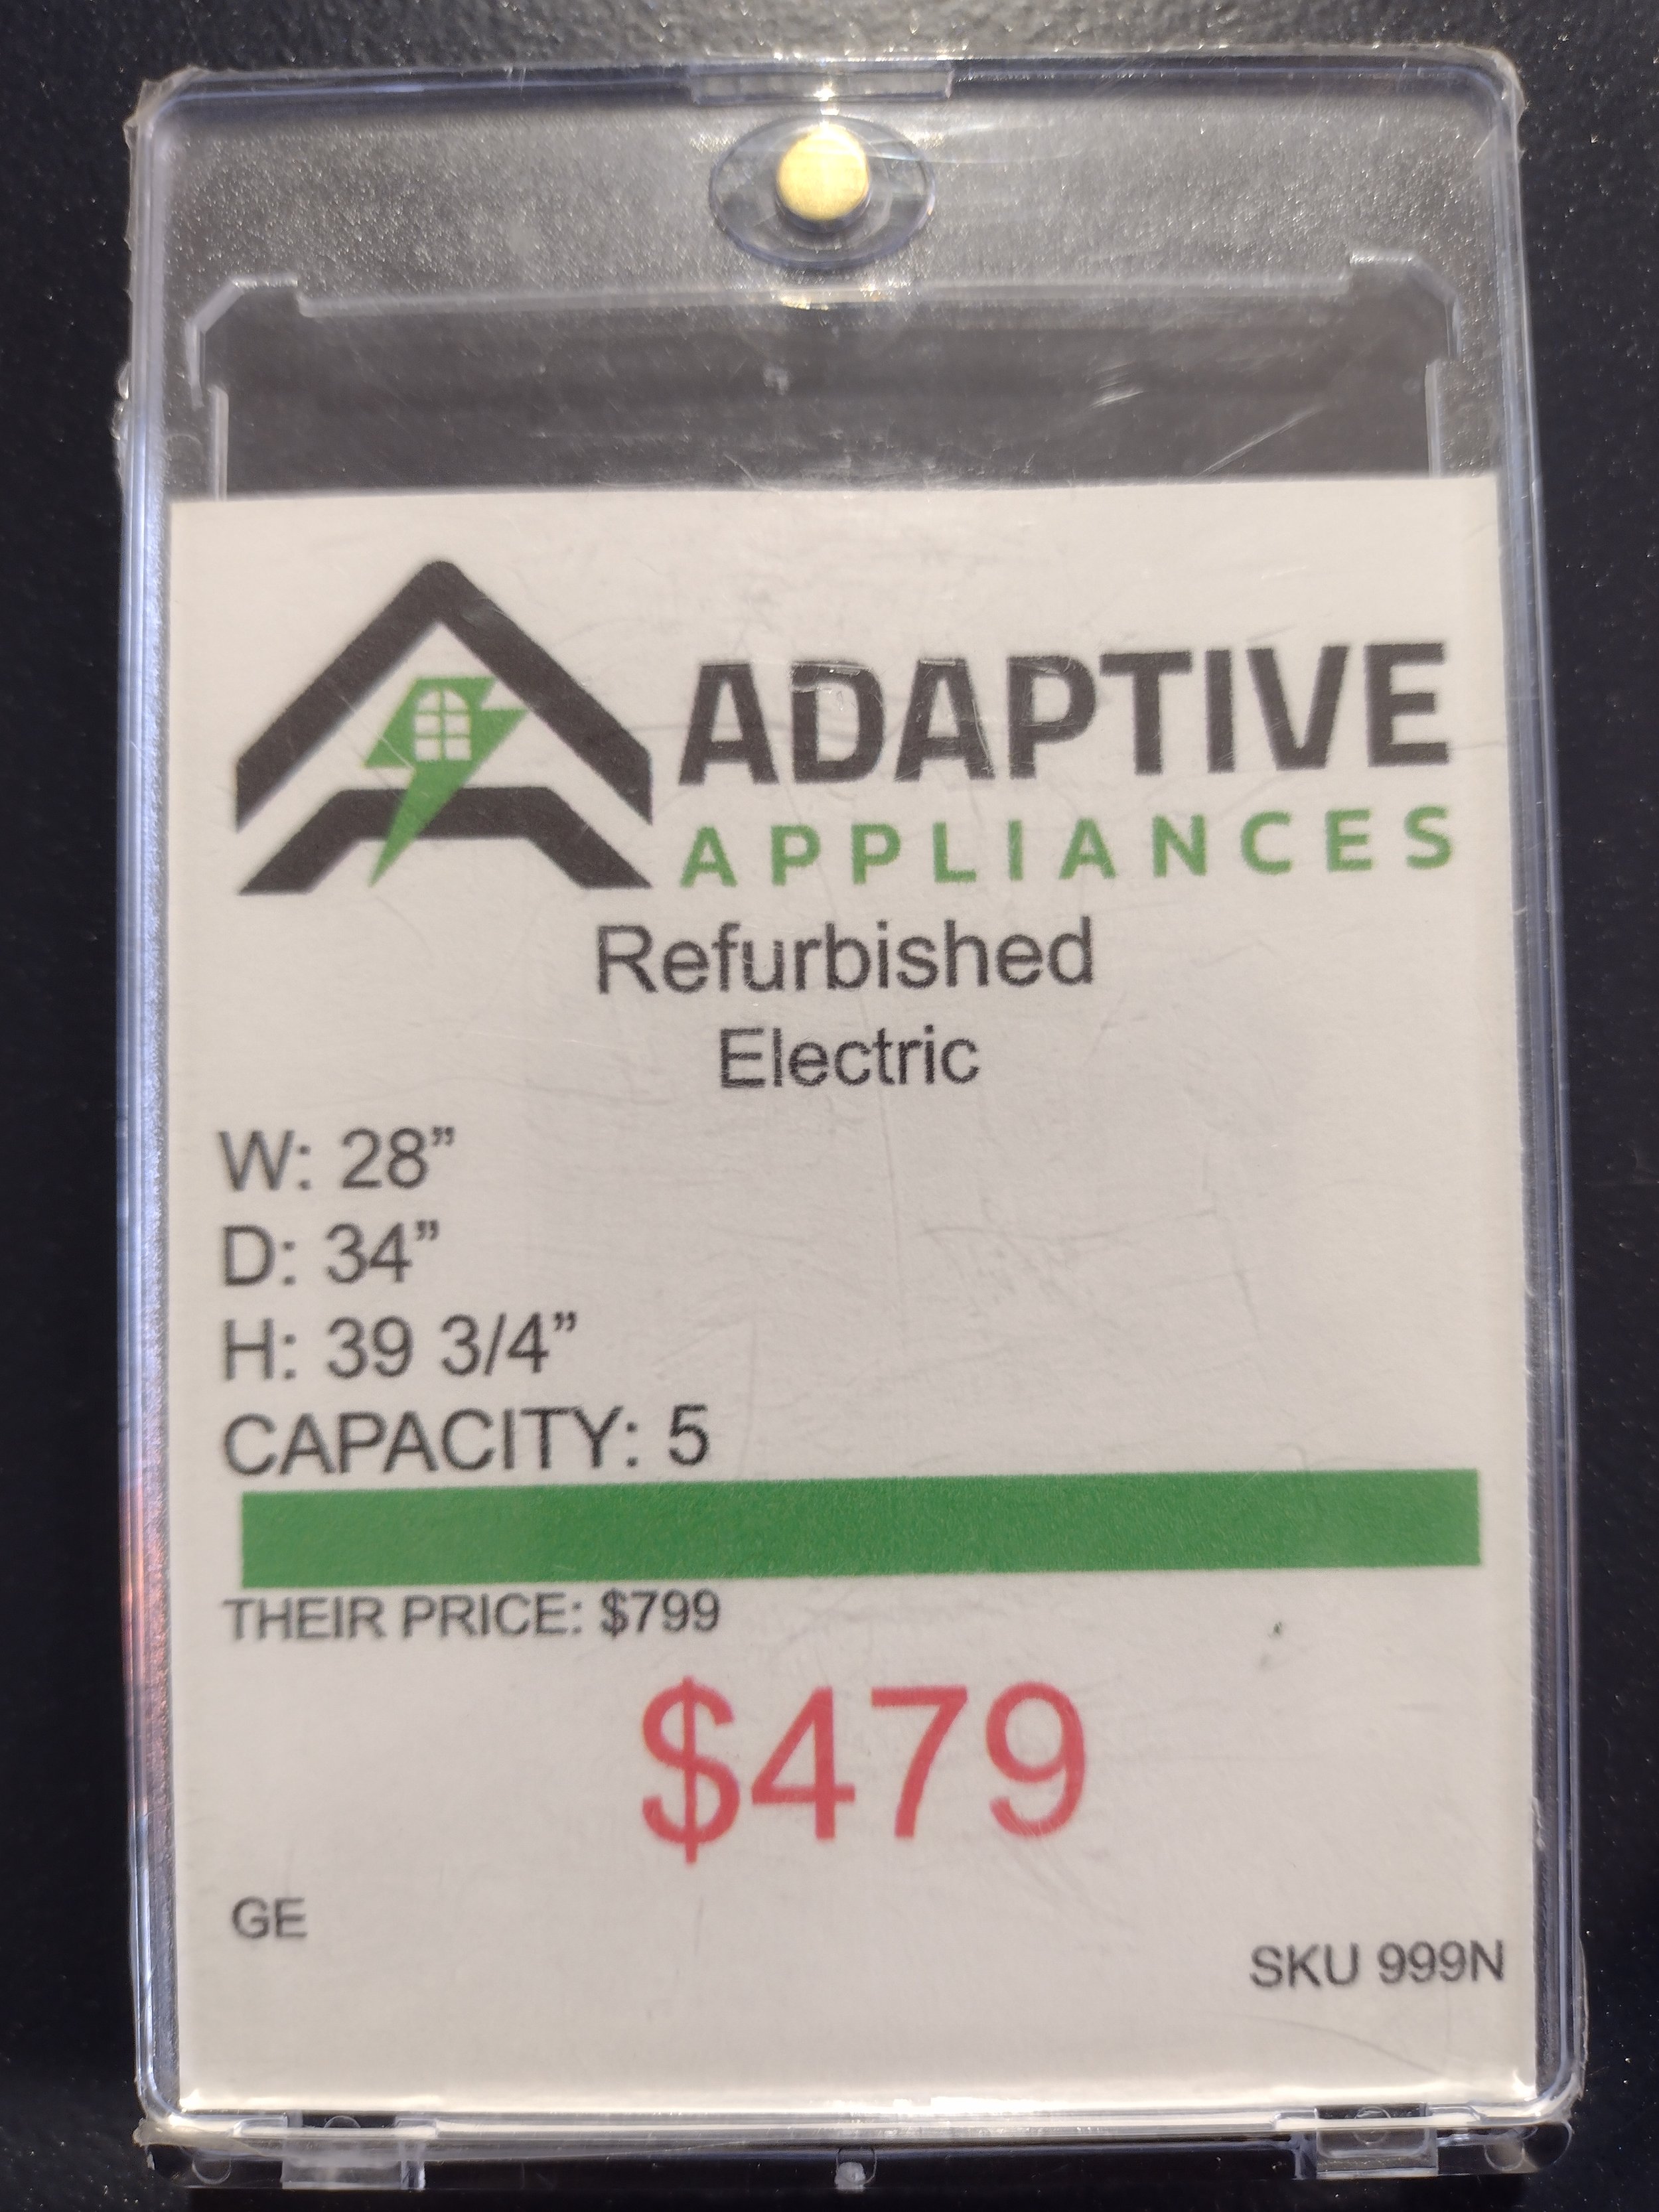 ADAPTIVE
APPLIANCES
Refurbished
Electric
W: 28”
D: 34”
H: 39 3/4”
CAPACITY: 5
THEIR PRICE: $799
$479
GE
SKU 999N